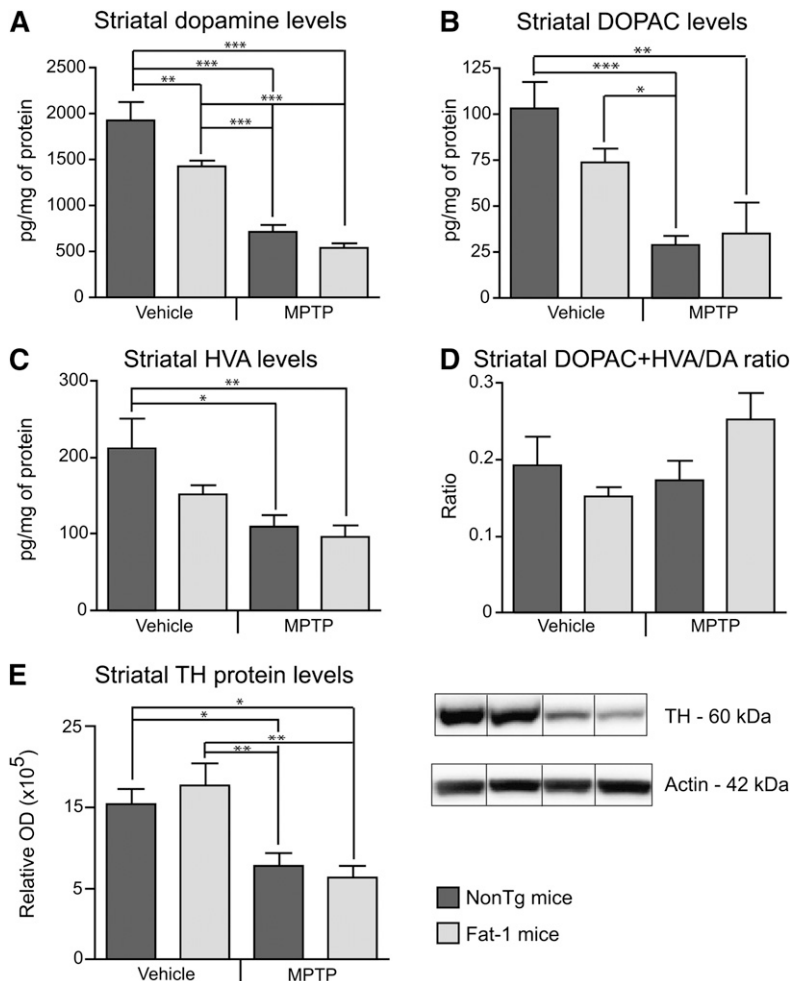 A Striatal dopamine levels
pg/mg of protein
2500
2000
1500
1000
500
0
***
***
**
***
***
Vehicle MPTP
B Striatal DOPAC levels
pg/mg of protein
125
100
75
50
25
0
**
***
*
Vehicle MPTP
C Striatal HVA levels
pg/mg of protein
300
200
100
0
**
*
Vehicle MPTP
D Striatal DOPAC+HVA/DA ratio
Ratio
0.3
0.2
0.1
0
Vehicle MPTP
E Striatal TH protein levels
Relative OD (x10⁵)
25
15
5
0
*
*
**
**
Vehicle MPTP
TH - 60 kDa
Actin - 42 kDa
NonTg mice
Fat-1 mice